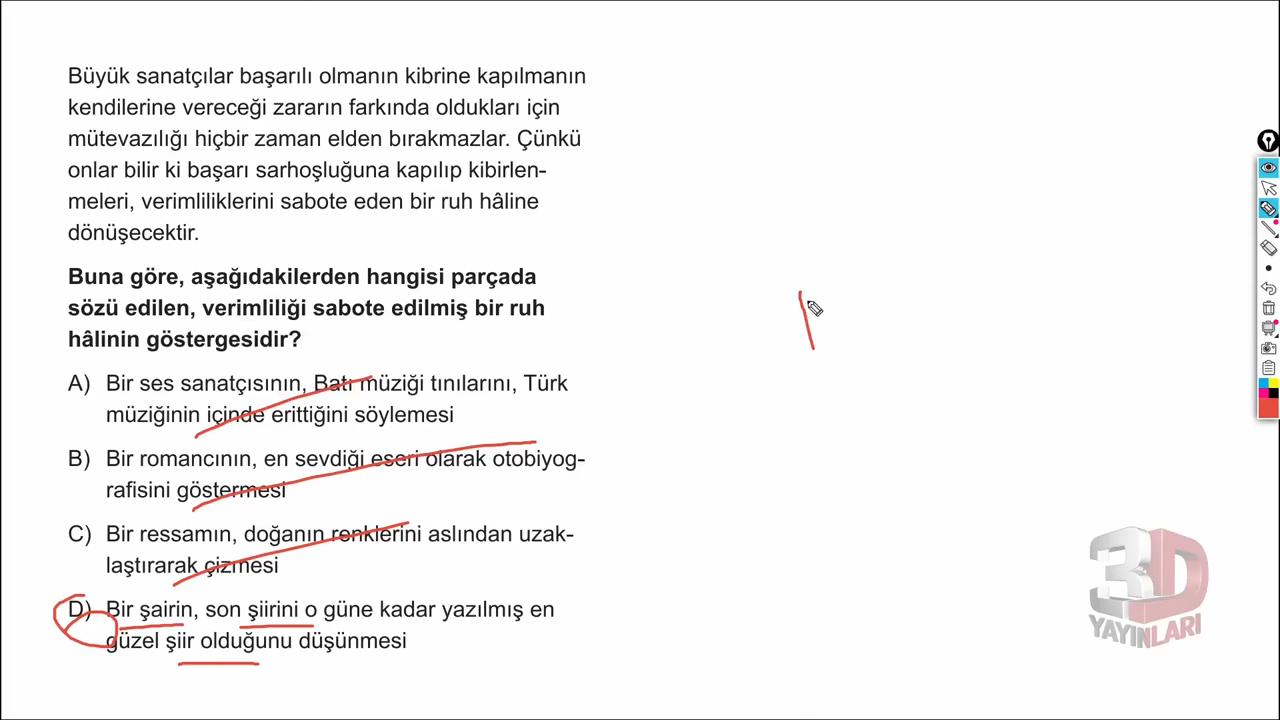 Büyük sanatçılar başarılı olmanın kibrine kapılmanın
kendilerine vereceği zararın farkında oldukları için
mütevazılığı hiçbir zaman elden bırakmazlar. Çünkü
onlar bilir ki başarı sarhoşluğuna kapılıp kibirlen-
meleri, verimliliklerini sabote eden bir ruh hâline
dönüşecektir.
Buna göre, aşağıdakilerden hangisi parçada
sözü edilen, verimliliği sabote edilmiş bir ruh
hâlinin göstergesidir?
A) Bir ses sanatçısının, Batı müziği tınılarını, Türk
müziğinin içinde erittiğini söylemesi
B) Bir romancının, en sevdiği eseri olarak otobiyog-
rafisini göstermesi
C) Bir ressamın, doğanın renklerini aslından uzak-
laştırarak çizmesi
D) Bir şairin, son şiirini o güne kadar yazılmış en
güzel şiir olduğunu düşünmesi
3D
YAYINLARI